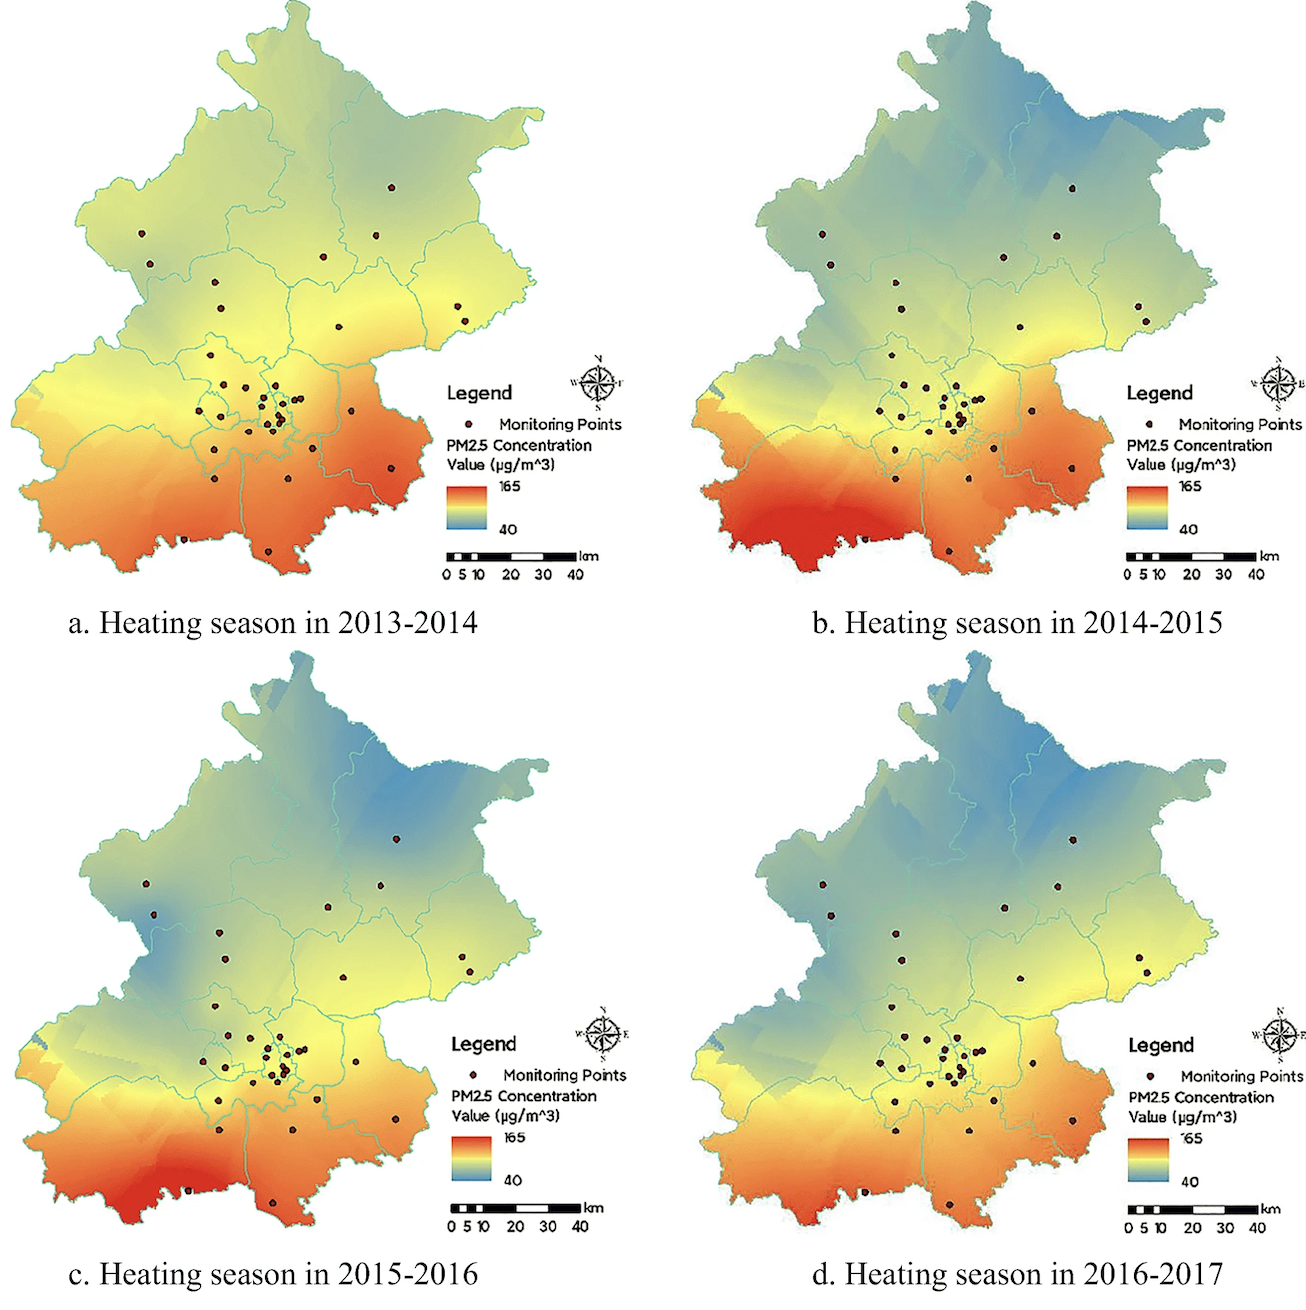 N
W E
S
Legend
Monitoring Points
PM2.5 Concentration
Value (µg/m^3)
165
40
km
0 5 10 20 30 40
a. Heating season in 2013-2014
N
W E
S
Legend
Monitoring Points
PM2.5 Concentration
Value (µg/m^3)
165
40
km
0 5 10 20 30 40
b. Heating season in 2014-2015
N
W E
S
Legend
Monitoring Points
PM2.5 Concentration
Value (µg/m^3)
165
40
km
0 5 10 20 30 40
c. Heating season in 2015-2016
N
W E
S
Legend
Monitoring Points
PM2.5 Concentration
Value (µg/m^3)
165
40
km
0 5 10 20 30 40
d. Heating season in 2016-2017